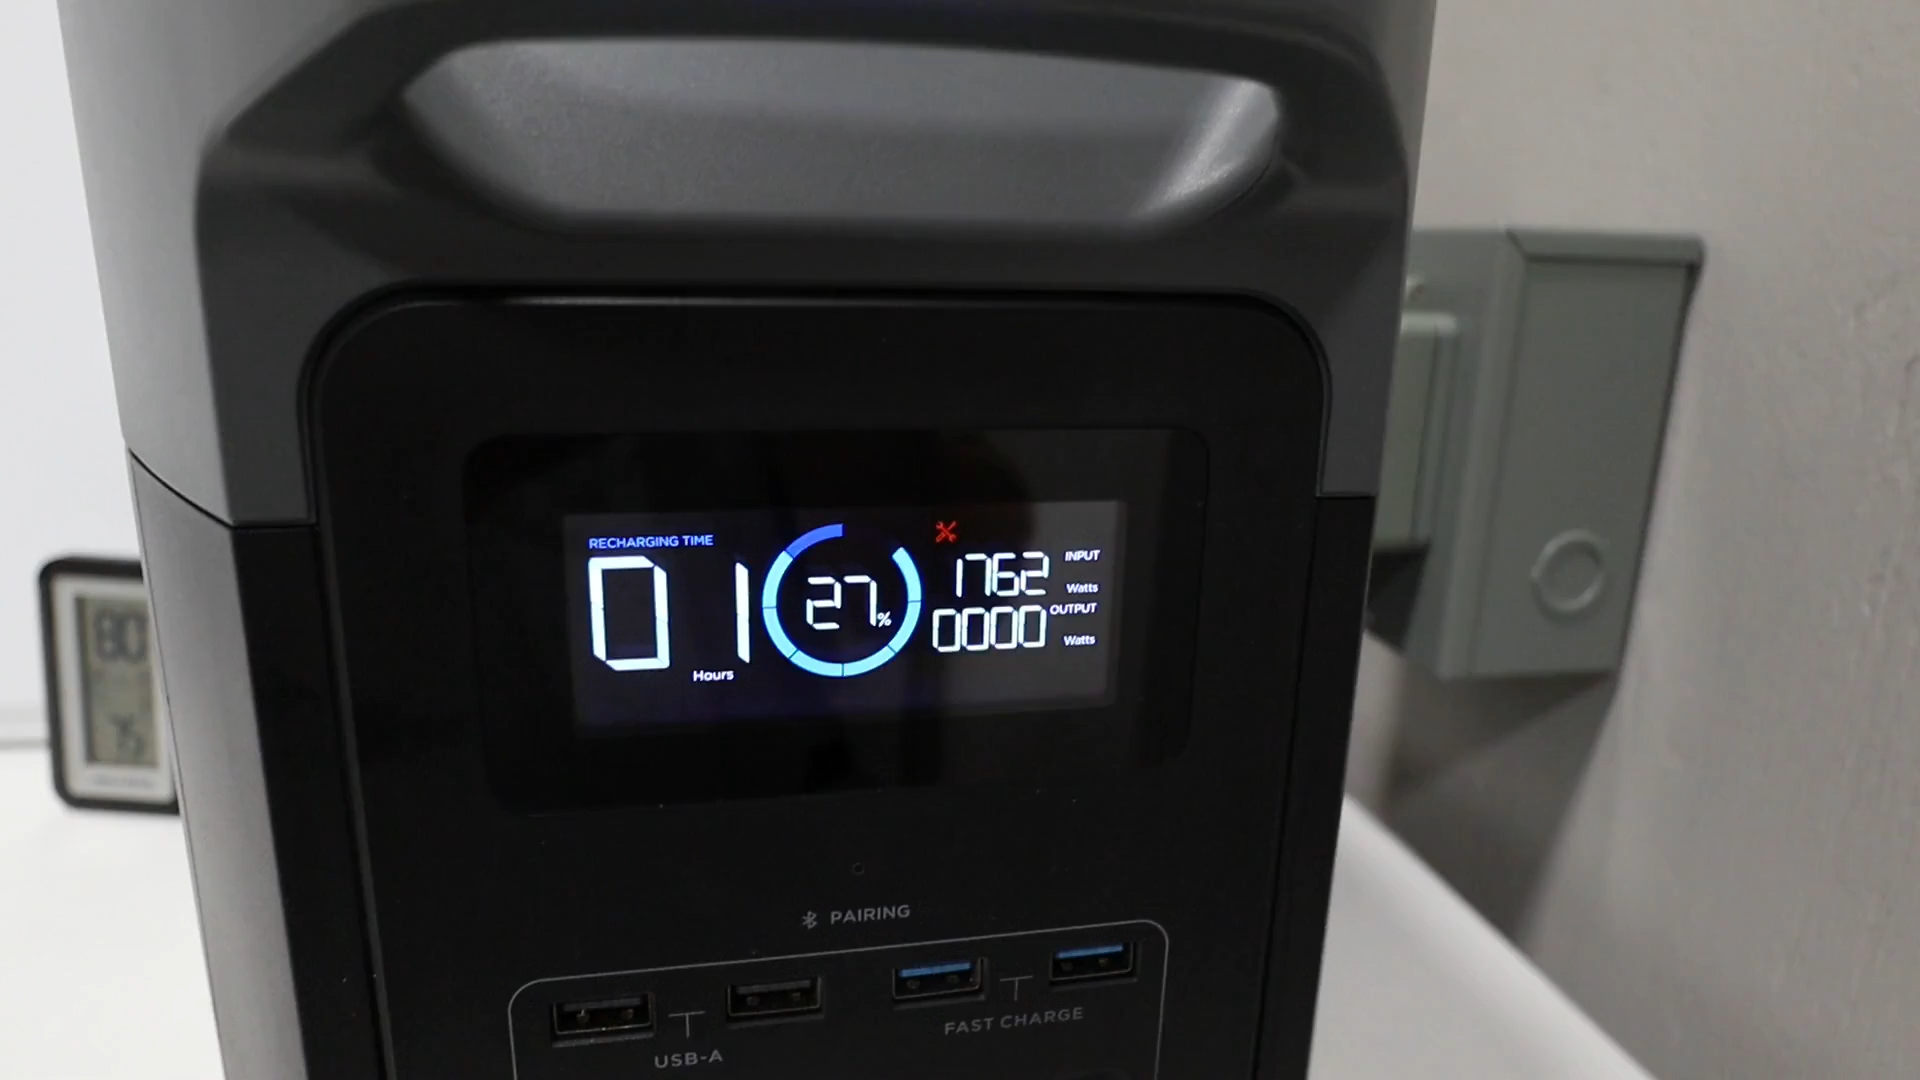 RECHARGING TIME
01
Hours
27%
1762 INPUT
Watts
0000 OUTPUT
Watts
80
PAIRING
USB-A
FAST CHARGE